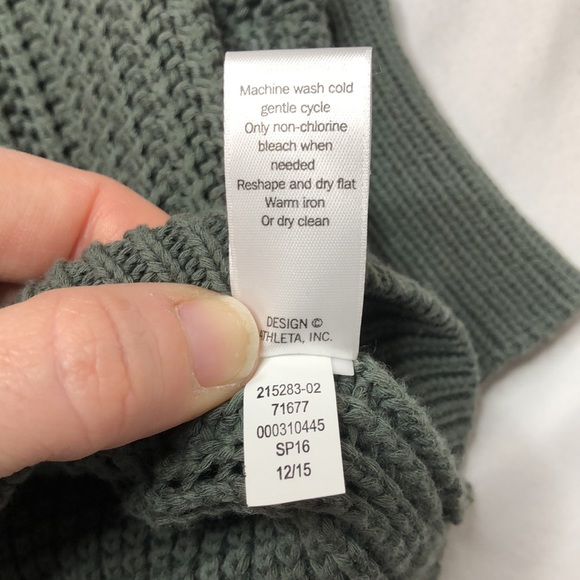 Machine wash cold
gentle cycle
Only non-chlorine
bleach when
needed
Reshape and dry flat
Warm iron
Or dry clean
DESIGN ©
ATHLETA, INC.
215283-02
71677
000310445
SP16
12/15